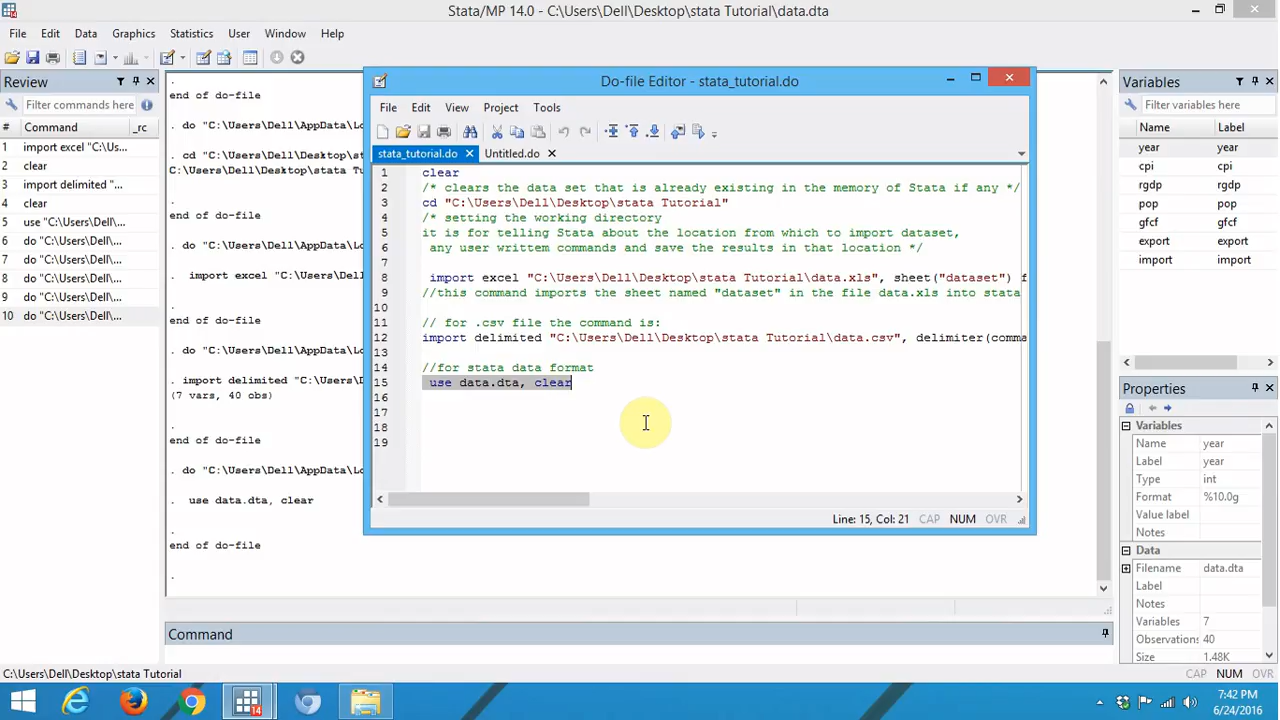 Stata/MP 14.0 - C:\Users\Dell\Desktop\stata Tutorial\data.dta
File Edit Data Graphics Statistics User Window Help
Review
Filter commands here
# Command _rc
1 import excel "C:\Us...
2 clear
3 import delimited "...
4 clear
5 use "C:\Users\Dell\...
6 do "C:\Users\Dell\...
7 do "C:\Users\Dell\...
8 do "C:\Users\Dell\...
9 do "C:\Users\Dell\...
10 do "C:\Users\Dell\...
.
end of do-file
. do "C:\Users\Dell\AppData\Lo
. cd "C:\Users\Dell\Desktop\st
C:\Users\Dell\Desktop\stata Tu
end of do-file
. do "C:\Users\Dell\AppData\Lo
. import excel "C:\Users\Dell
end of do-file
. do "C:\Users\Dell\AppData\Lo
. import delimited "C:\Users\D
(7 vars, 40 obs)
.
end of do-file
. do "C:\Users\Dell\AppData\Lo
. use data.dta, clear
.
end of do-file
.
Do-file Editor - stata_tutorial.do
File Edit View Project Tools
stata_tutorial.do Untitled.do
1 clear
2 /* clears the data set that is already existing in the memory of Stata if any */
3 cd "C:\Users\Dell\Desktop\stata Tutorial"
4 /* setting the working directory
5 it is for telling Stata about the location from which to import dataset,
6 any user writtem commands and save the results in that location */
7
8 import excel "C:\Users\Dell\Desktop\stata Tutorial\data.xls", sheet("dataset") f
9 //this command imports the sheet named "dataset" in the file data.xls into stata
10
11 // for .csv file the command is:
12 import delimited "C:\Users\Dell\Desktop\stata Tutorial\data.csv", delimiter(comma
13
14 //for stata data format
15 use data.dta, clear
16
17
18
19
Line: 15, Col: 21 CAP NUM OVR
Variables
Filter variables here
Name Label
year year
cpi cpi
rgdp rgdp
pop pop
gfcf gfcf
export export
import import
Properties
Variables
Name year
Label year
Type int
Format %10.0g
Value label
Notes
Data
Filename data.dta
Label
Notes
Variables 7
Observations 40
Size 1.48K
Command
C:\Users\Dell\Desktop\stata Tutorial
CAP NUM OVR
14
7:42 PM
6/24/2016